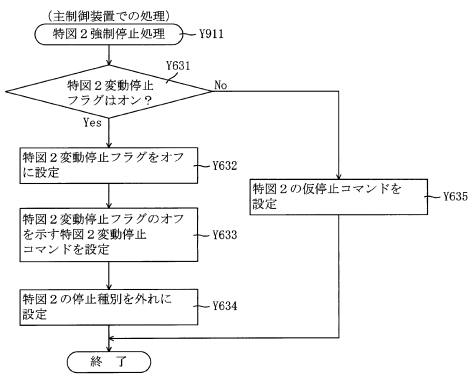 (主制御装置での処理)
特図2強制停止処理
Y911
特図2変動停止
フラグはオン?
Y631
No
Yes
特図2変動停止フラグをオフ
に設定
Y632
特図2の仮停止コマンドを
設定
Y635
特図2変動停止フラグのオフ
を示す特図2変動停止
コマンドを設定
Y633
特図2の停止種別を外れに
設定
Y634
終 了